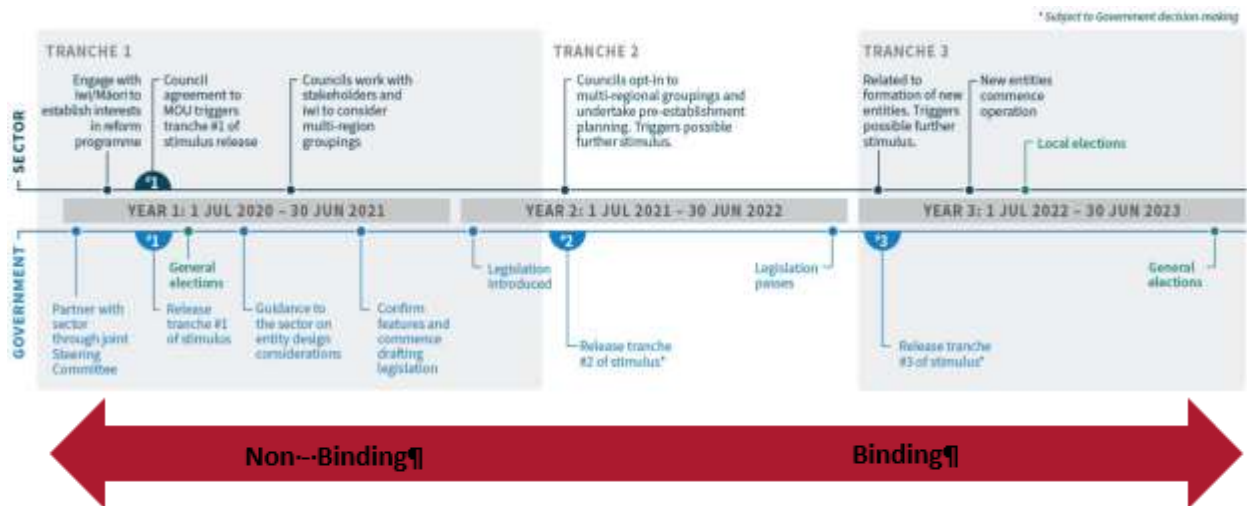 * Subject to Government decision-making
TRANCHE 1
TRANCHE 2
TRANCHE 3
SECTOR
Engage with
iwi/Māori to
establish interests
in reform
programme
Council
agreement to
MOU triggers
tranche #1 of
stimulus release
Councils work with
stakeholders and
iwi to consider
multi-region
groupings
Councils opt-in to
multi-regional groupings and
undertake pre-establishment
planning. Triggers possible
further stimulus.
Related to
formation of new
entities. Triggers
possible further
stimulus.
New entities
commence
operation
Local elections
#1
YEAR 1: 1 JUL 2020 – 30 JUN 2021
YEAR 2: 1 JUL 2021 – 30 JUN 2022
YEAR 3: 1 JUL 2022 – 30 JUN 2023
GOVERNMENT
#1
#2
#3
Partner with
sector
through joint
Steering
Committee
Release
tranche #1
of stimulus
General
elections
Guidance to
the sector on
entity design
considerations
Confirm
features and
commence
drafting
legislation
Legislation
Introduced
Release tranche
#2 of stimulus*
Legislation
passes
Release tranche
#3 of stimulus*
General
elections
Non·-·Binding¶
Binding¶